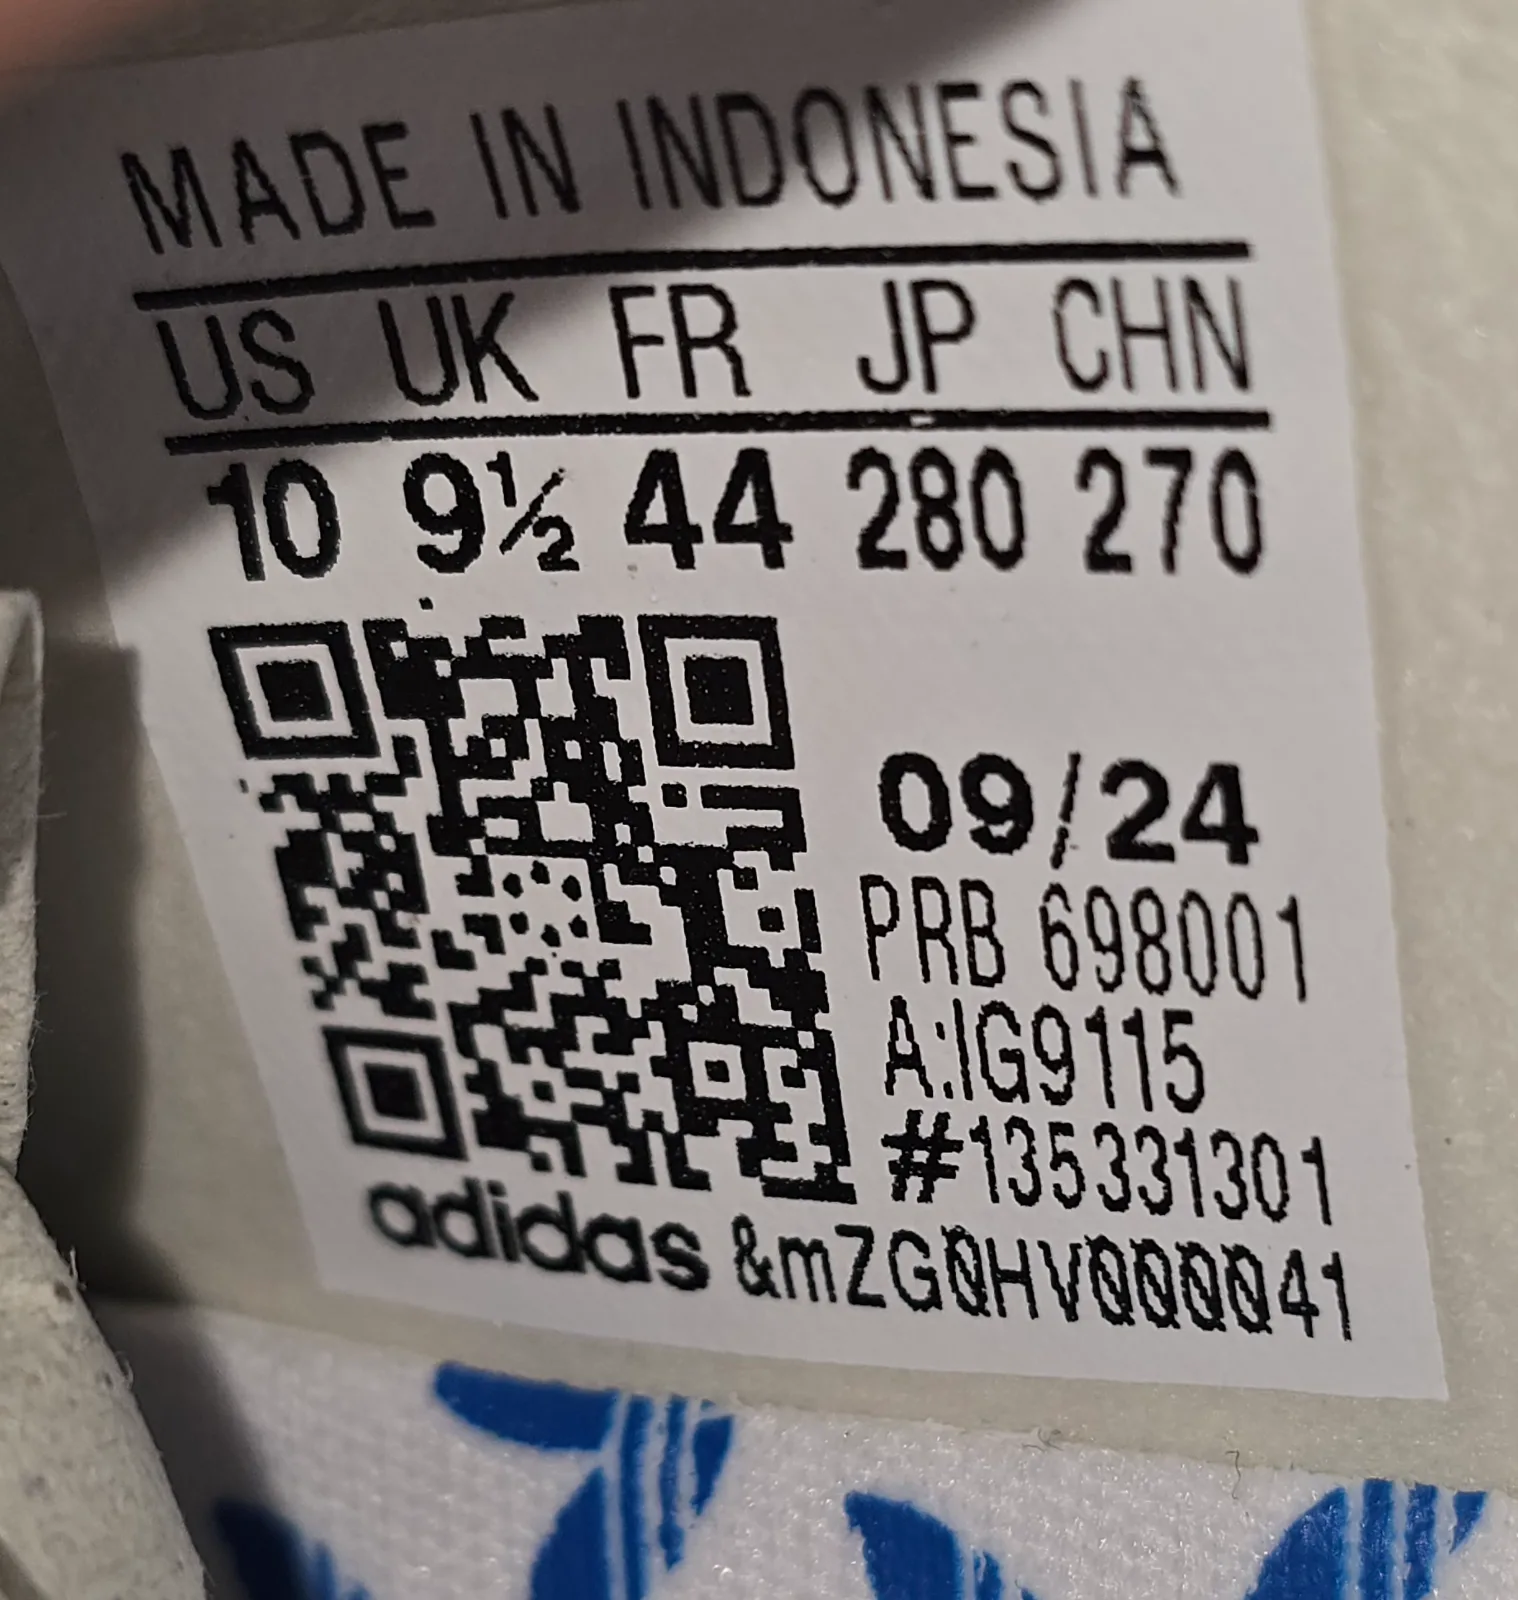 MADE IN INDONESIA
US UK FR JP CHN
10 9½ 44 280 270
09/24
PRB 698001
A:IG9115
#135331301
adidas &mZG0HV000041